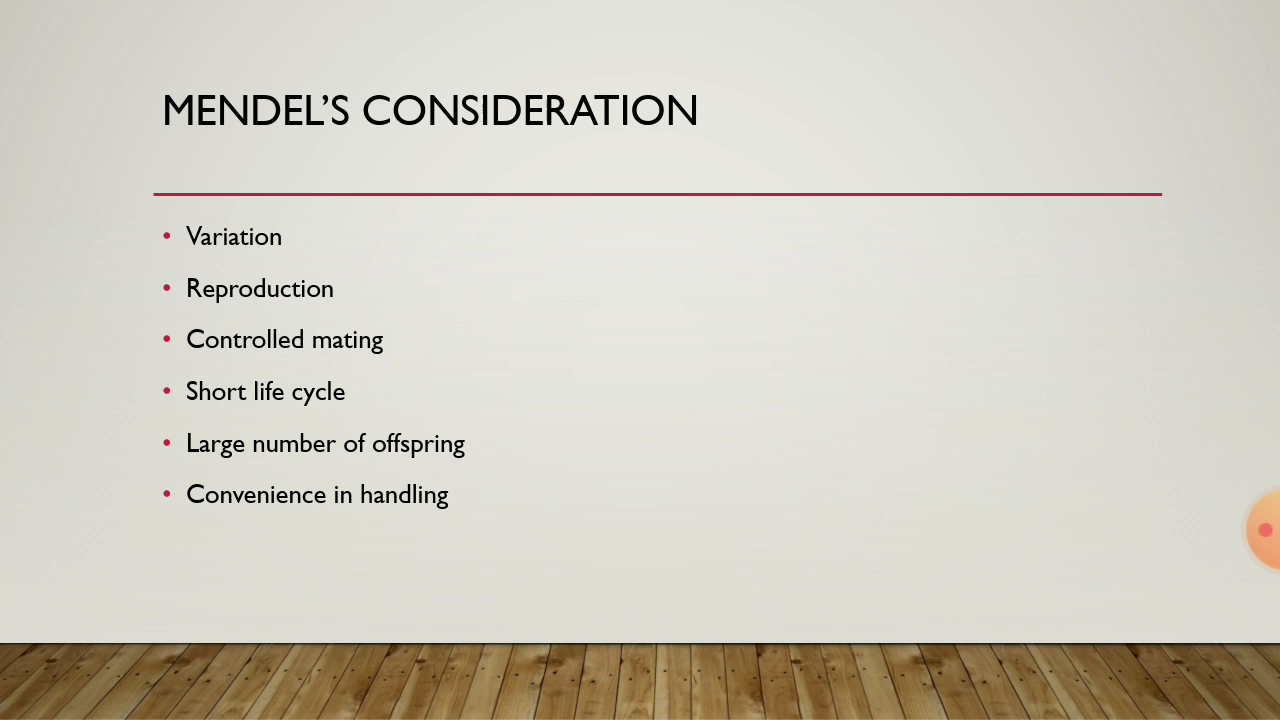 MENDEL’S CONSIDERATION
• Variation
• Reproduction
• Controlled mating
• Short life cycle
• Large number of offspring
• Convenience in handling